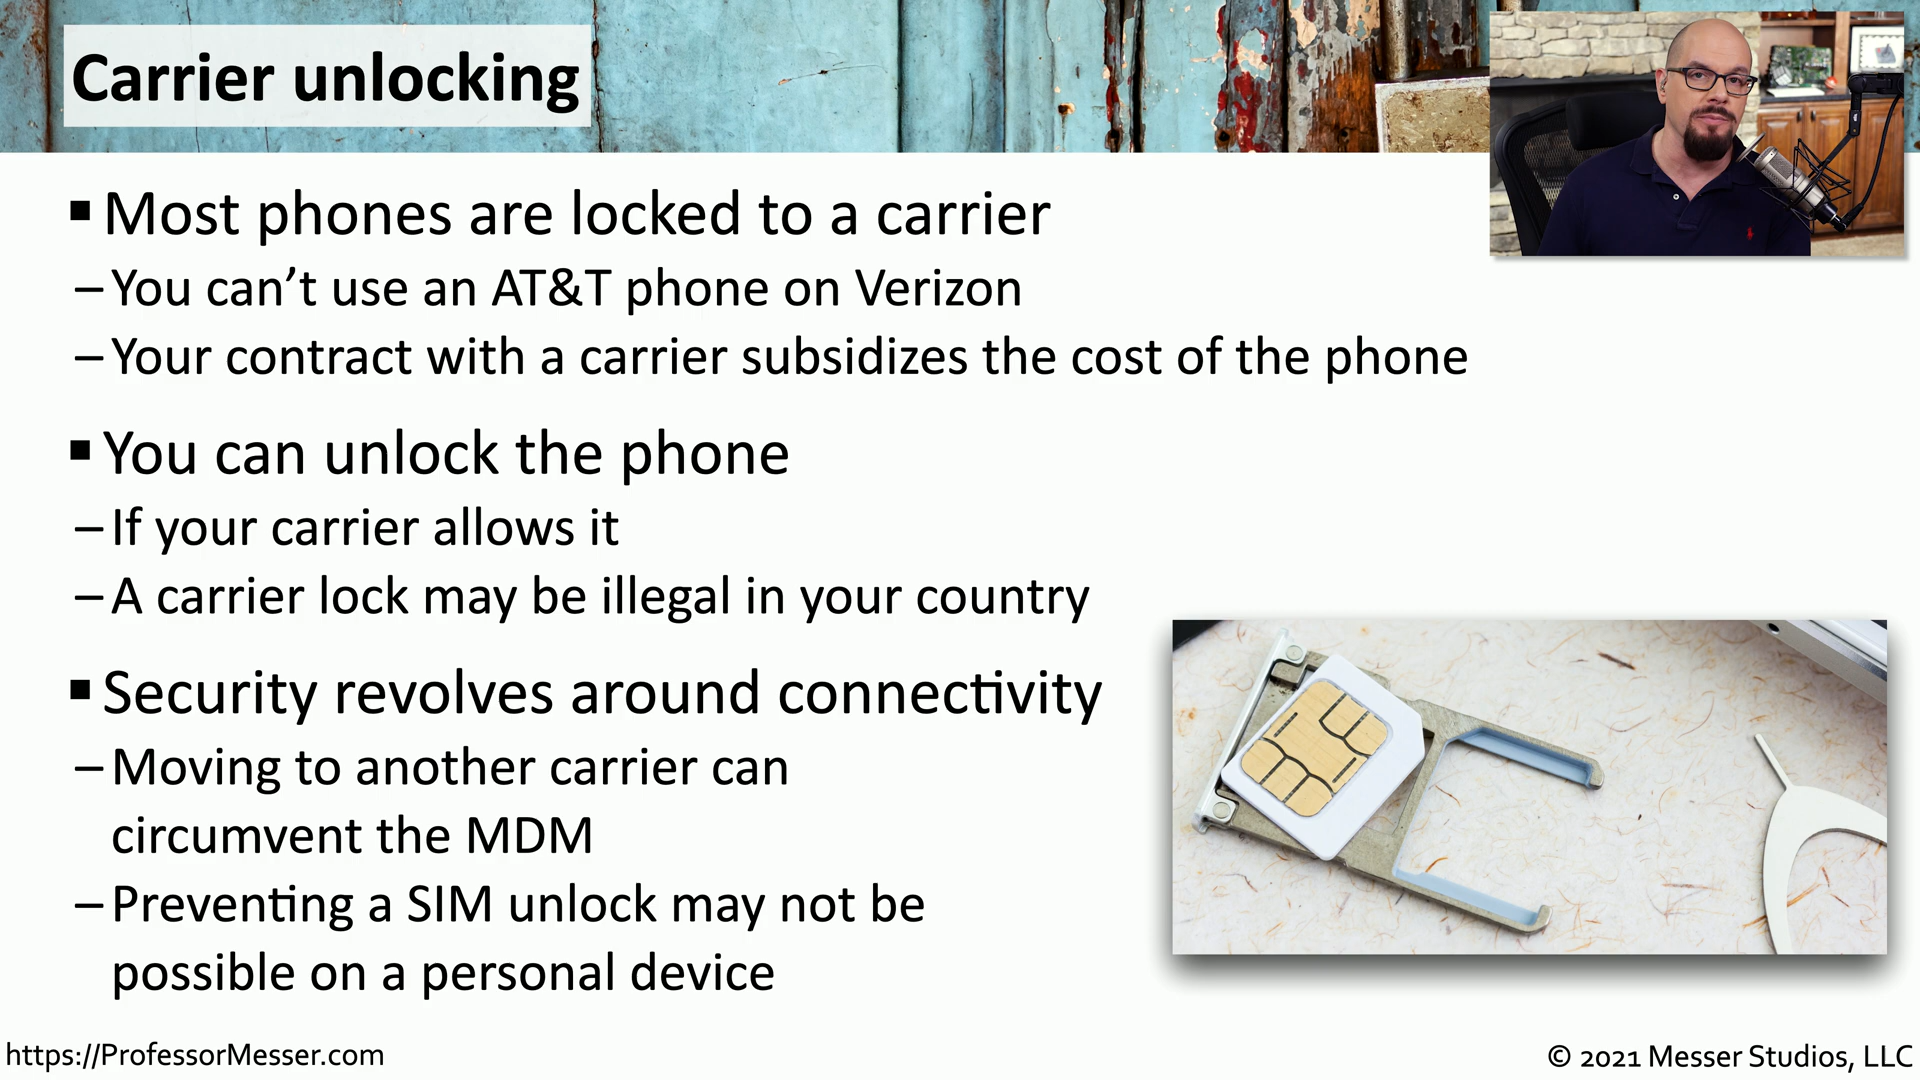 Carrier unlocking
▪ Most phones are locked to a carrier
– You can’t use an AT&T phone on Verizon
– Your contract with a carrier subsidizes the cost of the phone
▪ You can unlock the phone
– If your carrier allows it
– A carrier lock may be illegal in your country
▪ Security revolves around connectivity
– Moving to another carrier can
circumvent the MDM
– Preventing a SIM unlock may not be
possible on a personal device
https://ProfessorMesser.com
© 2021 Messer Studios, LLC